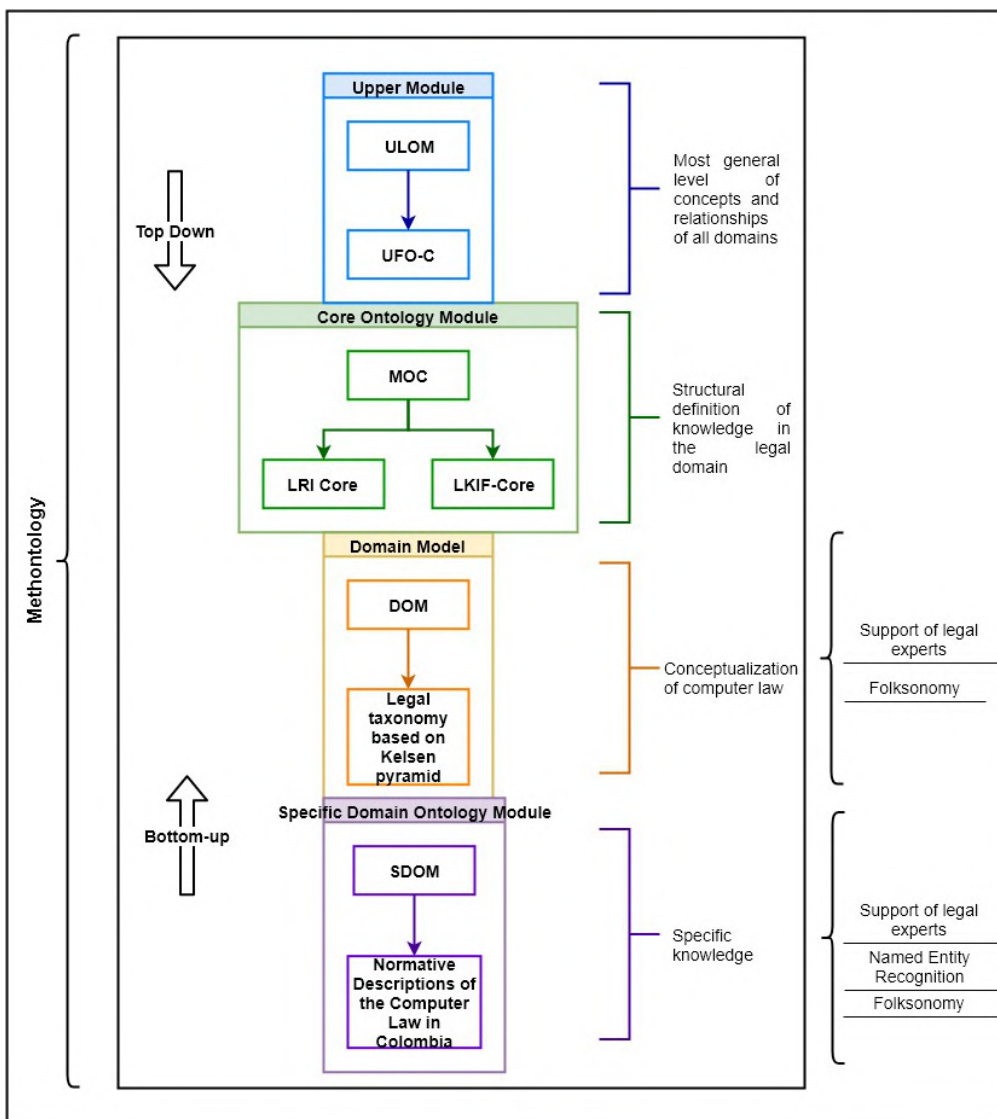 Methontology
Top Down
Bottom-up
Upper Module
ULOM
UFO-C
Most general
level of
concepts and
relationships
of all domains
Core Ontology Module
MOC
LRI Core
LKIF-Core
Structural
definition of
knowledge in
the legal
domain
Domain Model
DOM
Legal
taxonomy
based on
Kelsen
pyramid
Conceptualization
of computer law
Support of legal
experts
Folksonomy
Specific Domain Ontology Module
SDOM
Normative
Descriptions of
the Computer
Law in
Colombia
Specific
knowledge
Support of legal
experts
Named Entity
Recognition
Folksonomy